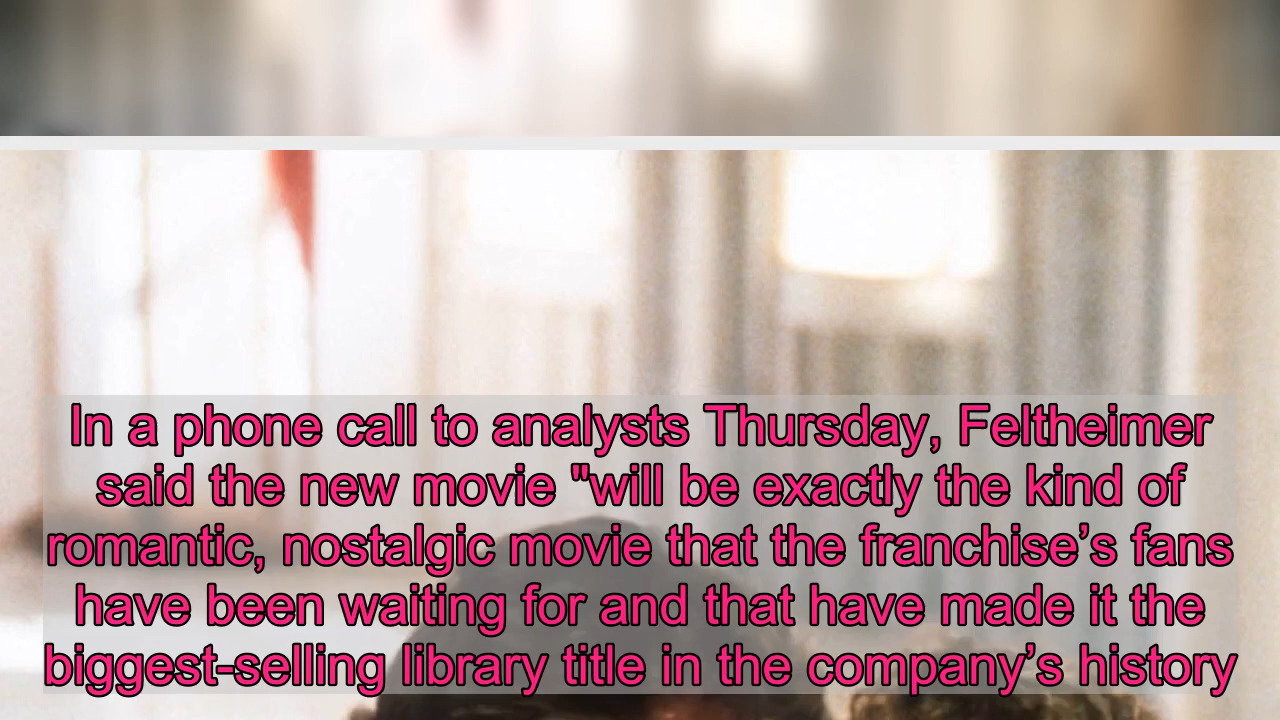 In a phone call to analysts Thursday, Feltheimer
said the new movie "will be exactly the kind of
romantic, nostalgic movie that the franchise’s fans
have been waiting for and that have made it the
biggest-selling library title in the company’s history